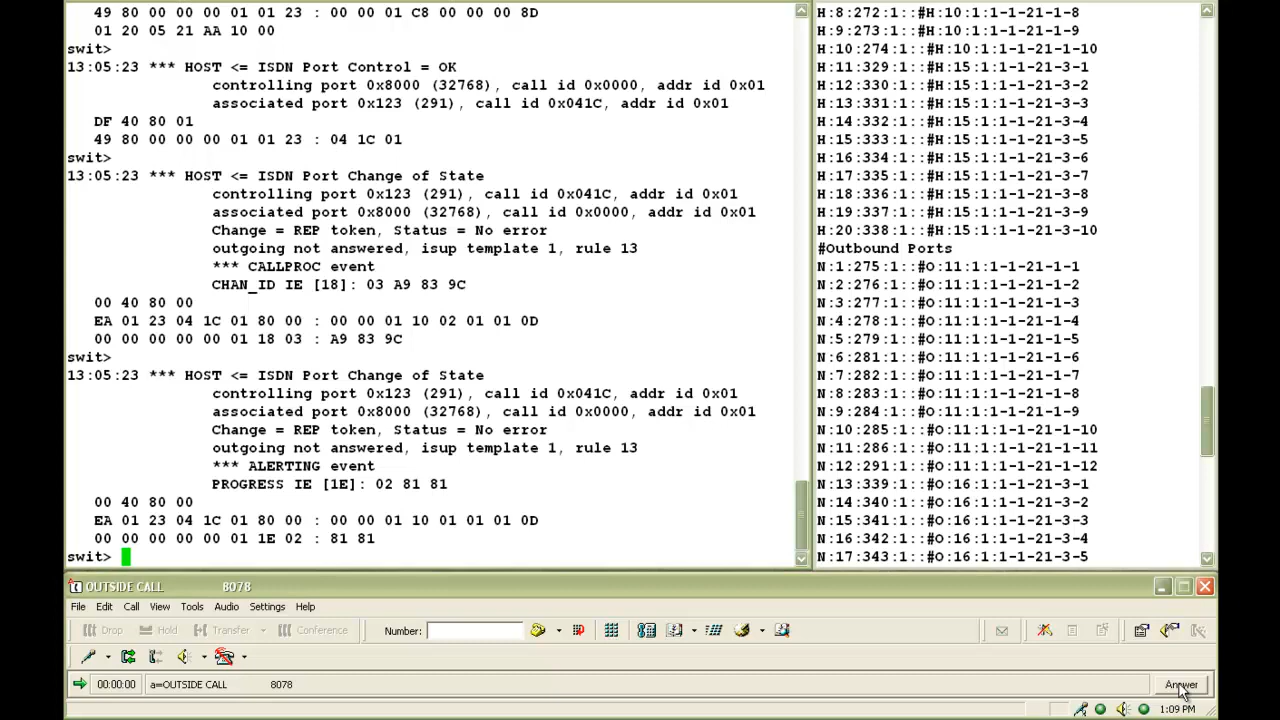 49 80 00 00 00 01 01 23 : 00 00 01 C8 00 00 00 8D
01 20 05 21 AA 10 00
swit>
13:05:23 *** HOST <= ISDN Port Control = OK
controlling port 0x8000 (32768), call id 0x0000, addr id 0x01
associated port 0x123 (291), call id 0x041C, addr id 0x01
DF 40 80 01
49 80 00 00 00 01 01 23 : 04 1C 01
swit>
13:05:23 *** HOST <= ISDN Port Change of State
controlling port 0x123 (291), call id 0x041C, addr id 0x01
associated port 0x8000 (32768), call id 0x0000, addr id 0x01
Change = REP token, Status = No error
outgoing not answered, isup template 1, rule 13
*** CALLPROC event
CHAN_ID IE [18]: 03 A9 83 9C
00 40 80 00
EA 01 23 04 1C 01 80 00 : 00 00 01 10 02 01 01 0D
00 00 00 00 00 01 18 03 : A9 83 9C
swit>
13:05:23 *** HOST <= ISDN Port Change of State
controlling port 0x123 (291), call id 0x041C, addr id 0x01
associated port 0x8000 (32768), call id 0x0000, addr id 0x01
Change = REP token, Status = No error
outgoing not answered, isup template 1, rule 13
*** ALERTING event
PROGRESS IE [1E]: 02 81 81
00 40 80 00
EA 01 23 04 1C 01 80 00 : 00 00 01 10 01 01 01 0D
00 00 00 00 00 01 1E 02 : 81 81
swit>
H:8:272:1::#H:10:1:1-1-21-1-8
H:9:273:1::#H:10:1:1-1-21-1-9
H:10:274:1::#H:10:1:1-1-21-1-10
H:11:329:1::#H:15:1:1-1-21-3-1
H:12:330:1::#H:15:1:1-1-21-3-2
H:13:331:1::#H:15:1:1-1-21-3-3
H:14:332:1::#H:15:1:1-1-21-3-4
H:15:333:1::#H:15:1:1-1-21-3-5
H:16:334:1::#H:15:1:1-1-21-3-6
H:17:335:1::#H:15:1:1-1-21-3-7
H:18:336:1::#H:15:1:1-1-21-3-8
H:19:337:1::#H:15:1:1-1-21-3-9
H:20:338:1::#H:15:1:1-1-21-3-10
#Outbound Ports
N:1:275:1::#O:11:1:1-1-21-1-1
N:2:276:1::#O:11:1:1-1-21-1-2
N:3:277:1::#O:11:1:1-1-21-1-3
N:4:278:1::#O:11:1:1-1-21-1-4
N:5:279:1::#O:11:1:1-1-21-1-5
N:6:281:1::#O:11:1:1-1-21-1-6
N:7:282:1::#O:11:1:1-1-21-1-7
N:8:283:1::#O:11:1:1-1-21-1-8
N:9:284:1::#O:11:1:1-1-21-1-9
N:10:285:1::#O:11:1:1-1-21-1-10
N:11:286:1::#O:11:1:1-1-21-1-11
N:12:291:1::#O:11:1:1-1-21-1-12
N:13:339:1::#O:16:1:1-1-21-3-1
N:14:340:1::#O:16:1:1-1-21-3-2
N:15:341:1::#O:16:1:1-1-21-3-3
N:16:342:1::#O:16:1:1-1-21-3-4
N:17:343:1::#O:16:1:1-1-21-3-5
OUTSIDE CALL 8078
File Edit Call View Tools Audio Settings Help
Drop Hold Transfer Conference Number:
00:00:00 a=OUTSIDE CALL 8078 Answer
1:09 PM